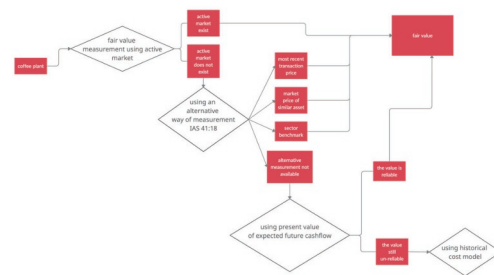 coffee plant
fair value
measurement using active
market
active
market
exist
active
market
does not
exist
fair value
using an
alternative
way of measurement
IAS 41:18
most recent
transaction
price
market
price of
similar asset
sector
benchmark
alternative
measurement not
available
using present value
of expected future cashflow
the value is
reliable
the value
still
un-reliable
using historical
cost model